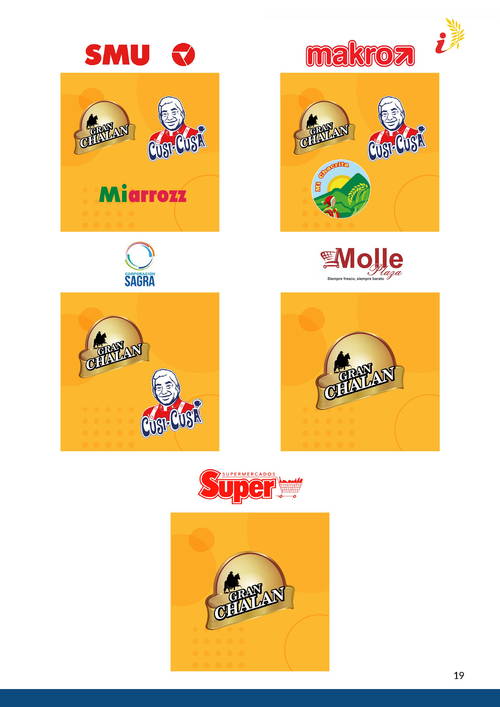 SMU
makro
GRAN
CHALAN
CUSI-CUSA
Miarrozz
GRAN
CHALAN
CUSI-CUSA
Mi Chacrita
CORPORACIÓN
SAGRA
Molle
Plaza
Siempre fresco, siempre barato
GRAN
CHALAN
CUSI-CUSA
GRAN
CHALAN
SUPERMERCADOS
Super
GRAN
CHALAN
19